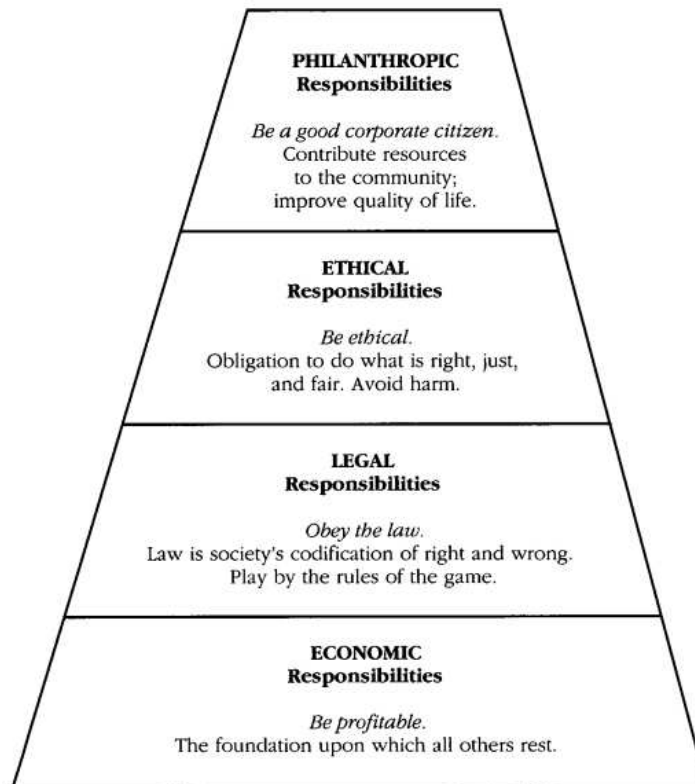 PHILANTHROPIC
Responsibilities
Be a good corporate citizen.
Contribute resources
to the community;
improve quality of life.
ETHICAL
Responsibilities
Be ethical.
Obligation to do what is right, just,
and fair. Avoid harm.
LEGAL
Responsibilities
Obey the law.
Law is society's codification of right and wrong.
Play by the rules of the game.
ECONOMIC
Responsibilities
Be profitable.
The foundation upon which all others rest.